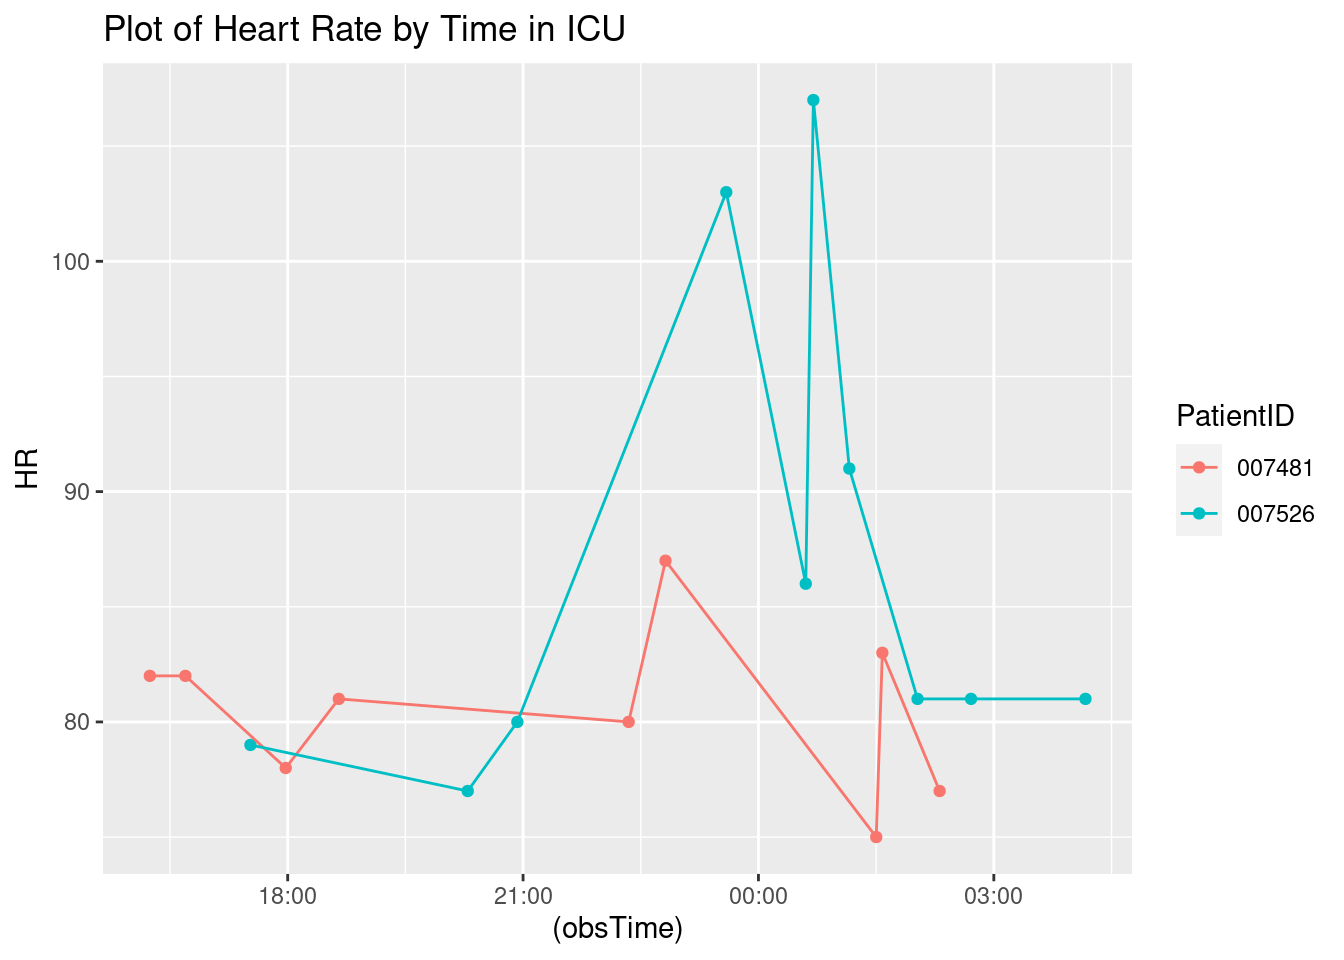 Plot of Heart Rate by Time in ICU
HR
100
90
80
18:00 21:00 00:00 03:00
(obsTime)
PatientID
007481
007526